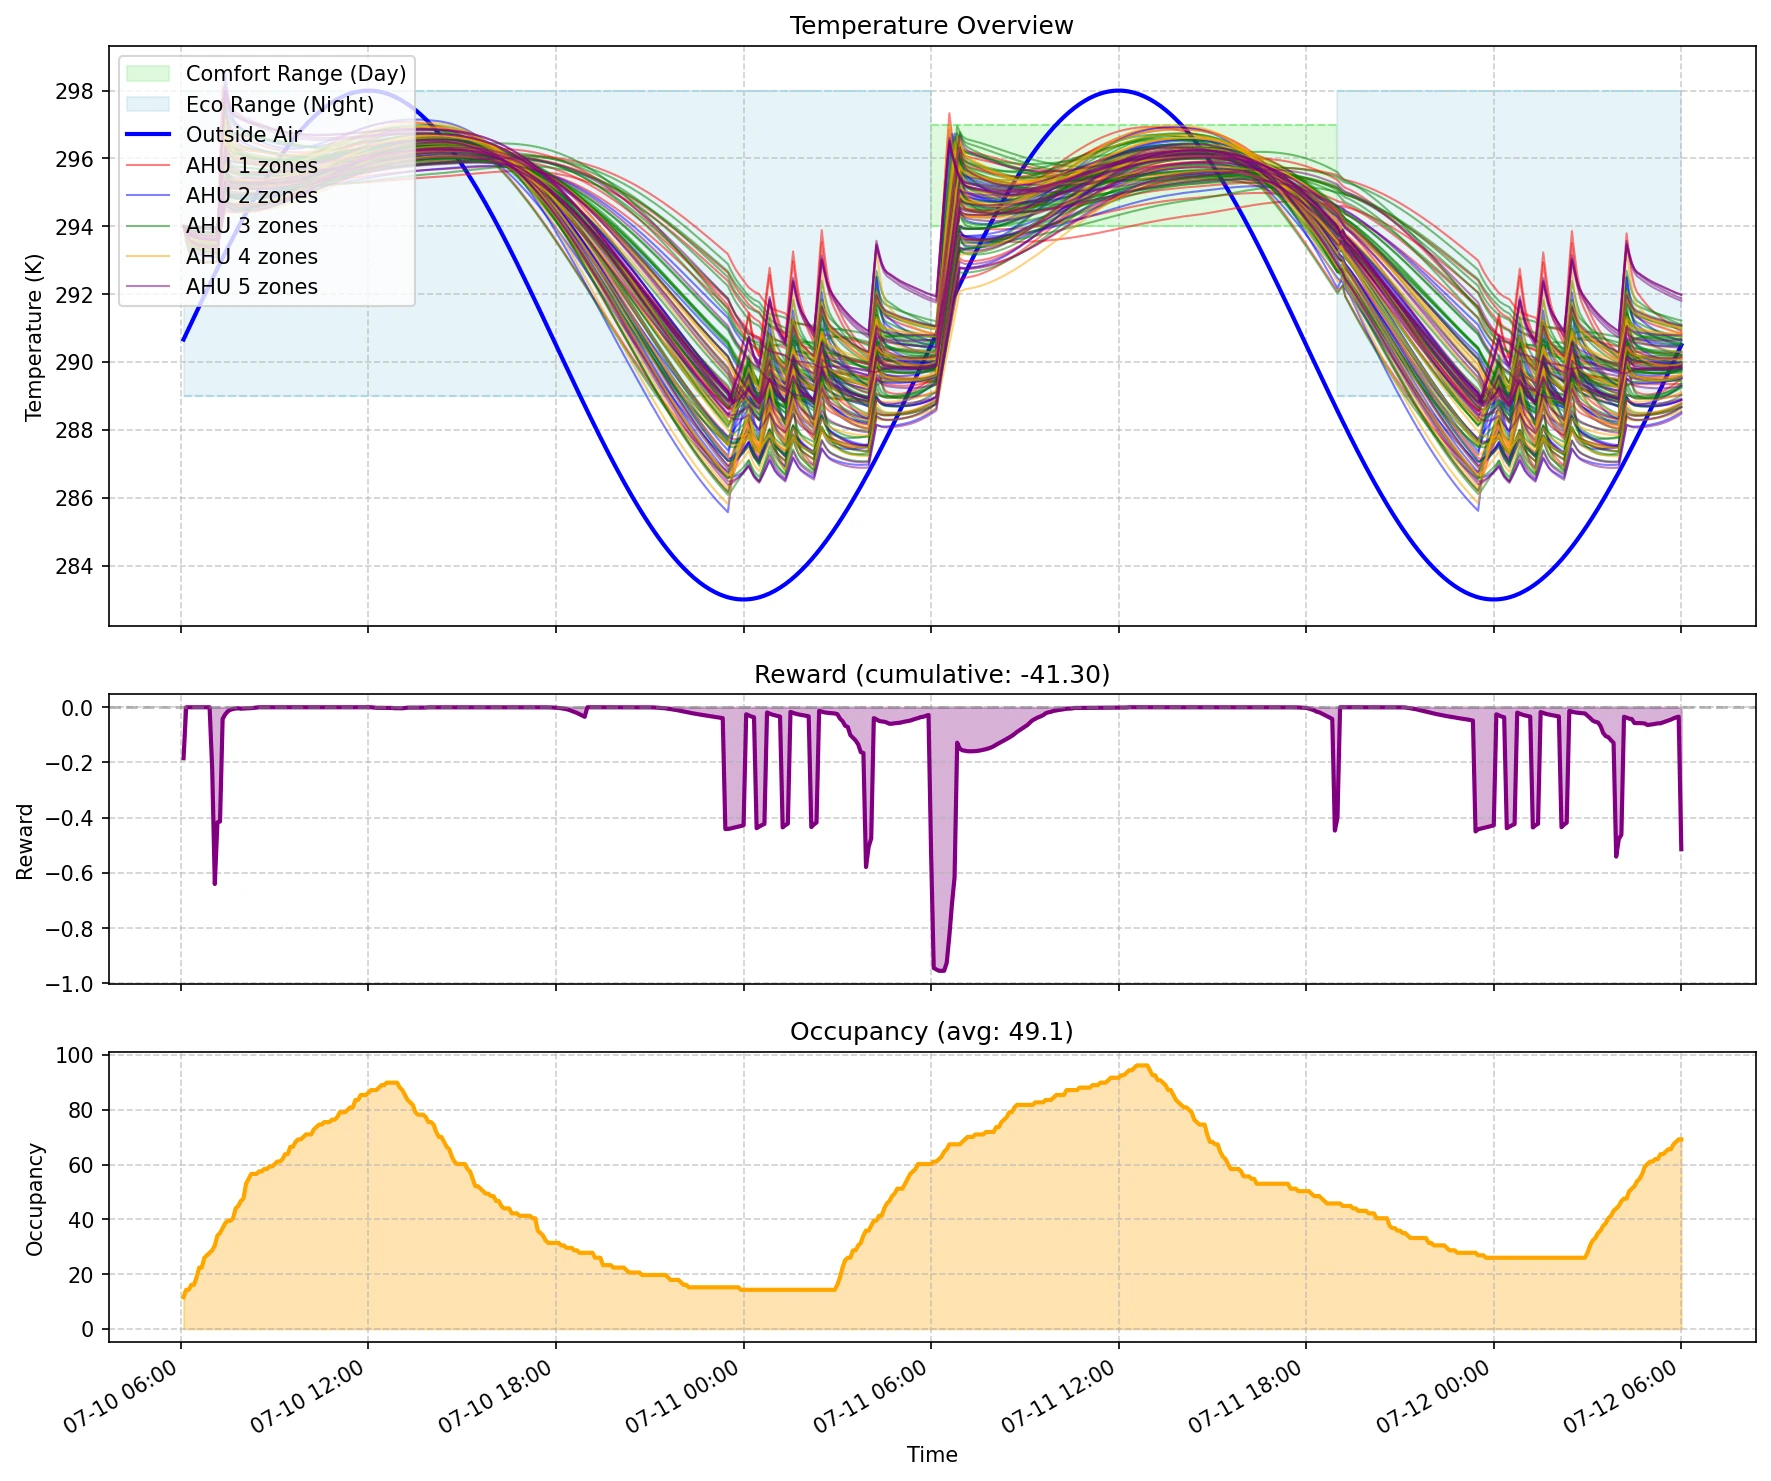 Temperature Overview
Temperature (K)
298
296
294
292
290
288
286
284
Comfort Range (Day)
Eco Range (Night)
Outside Air
AHU 1 zones
AHU 2 zones
AHU 3 zones
AHU 4 zones
AHU 5 zones
Reward (cumulative: -41.30)
Reward
0.0
−0.2
−0.4
−0.6
−0.8
−1.0
Occupancy (avg: 49.1)
Occupancy
100
80
60
40
20
0
07-10 06:00
07-10 12:00
07-10 18:00
07-11 00:00
07-11 06:00
07-11 12:00
07-11 18:00
07-12 00:00
07-12 06:00
Time